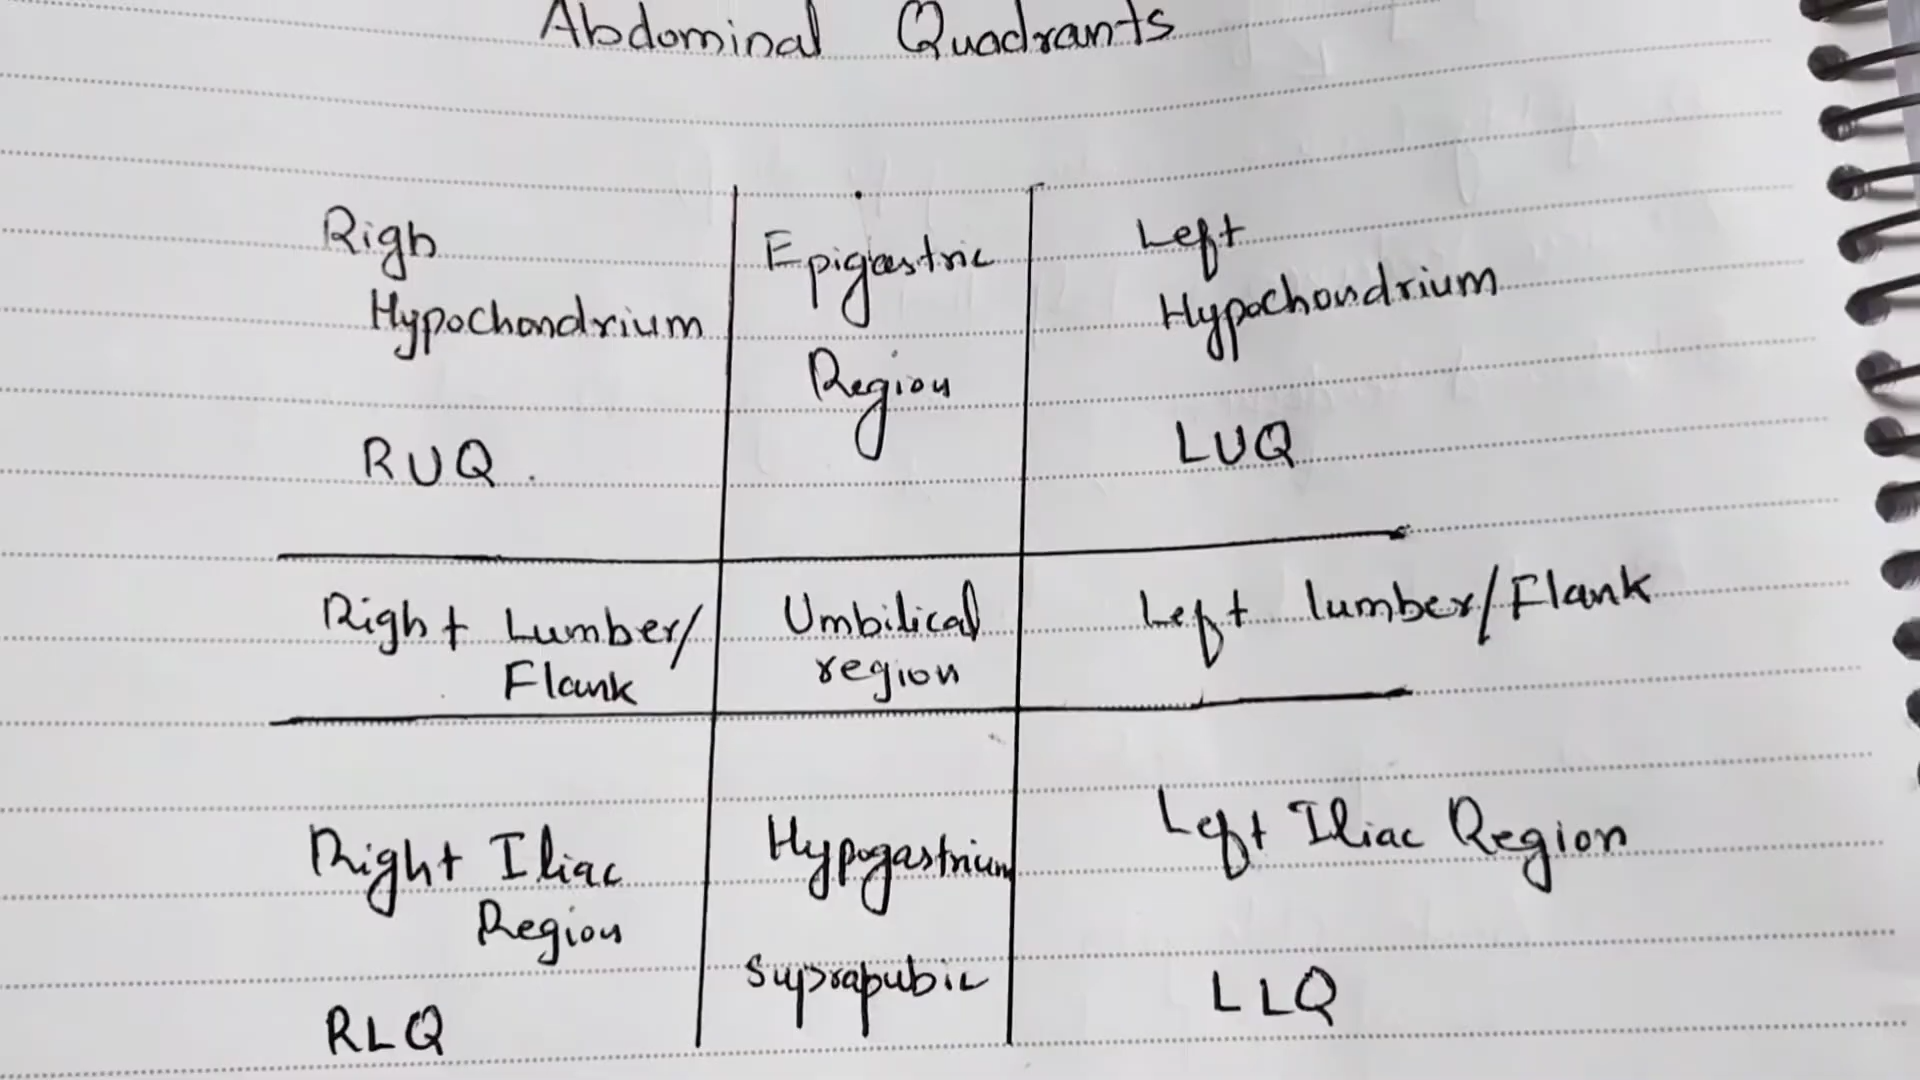 Abdominal Quadrants
Righ
Hypochondrium
RUQ.
Epigastric
Region
Left
Hypochondrium
LUQ
Right Lumber/
Flank
Umbilical
region
Left lumber/Flank
Right Iliac
Region
RLQ
Hypogastrium
Suprapubic
Left Iliac Region
LLQ